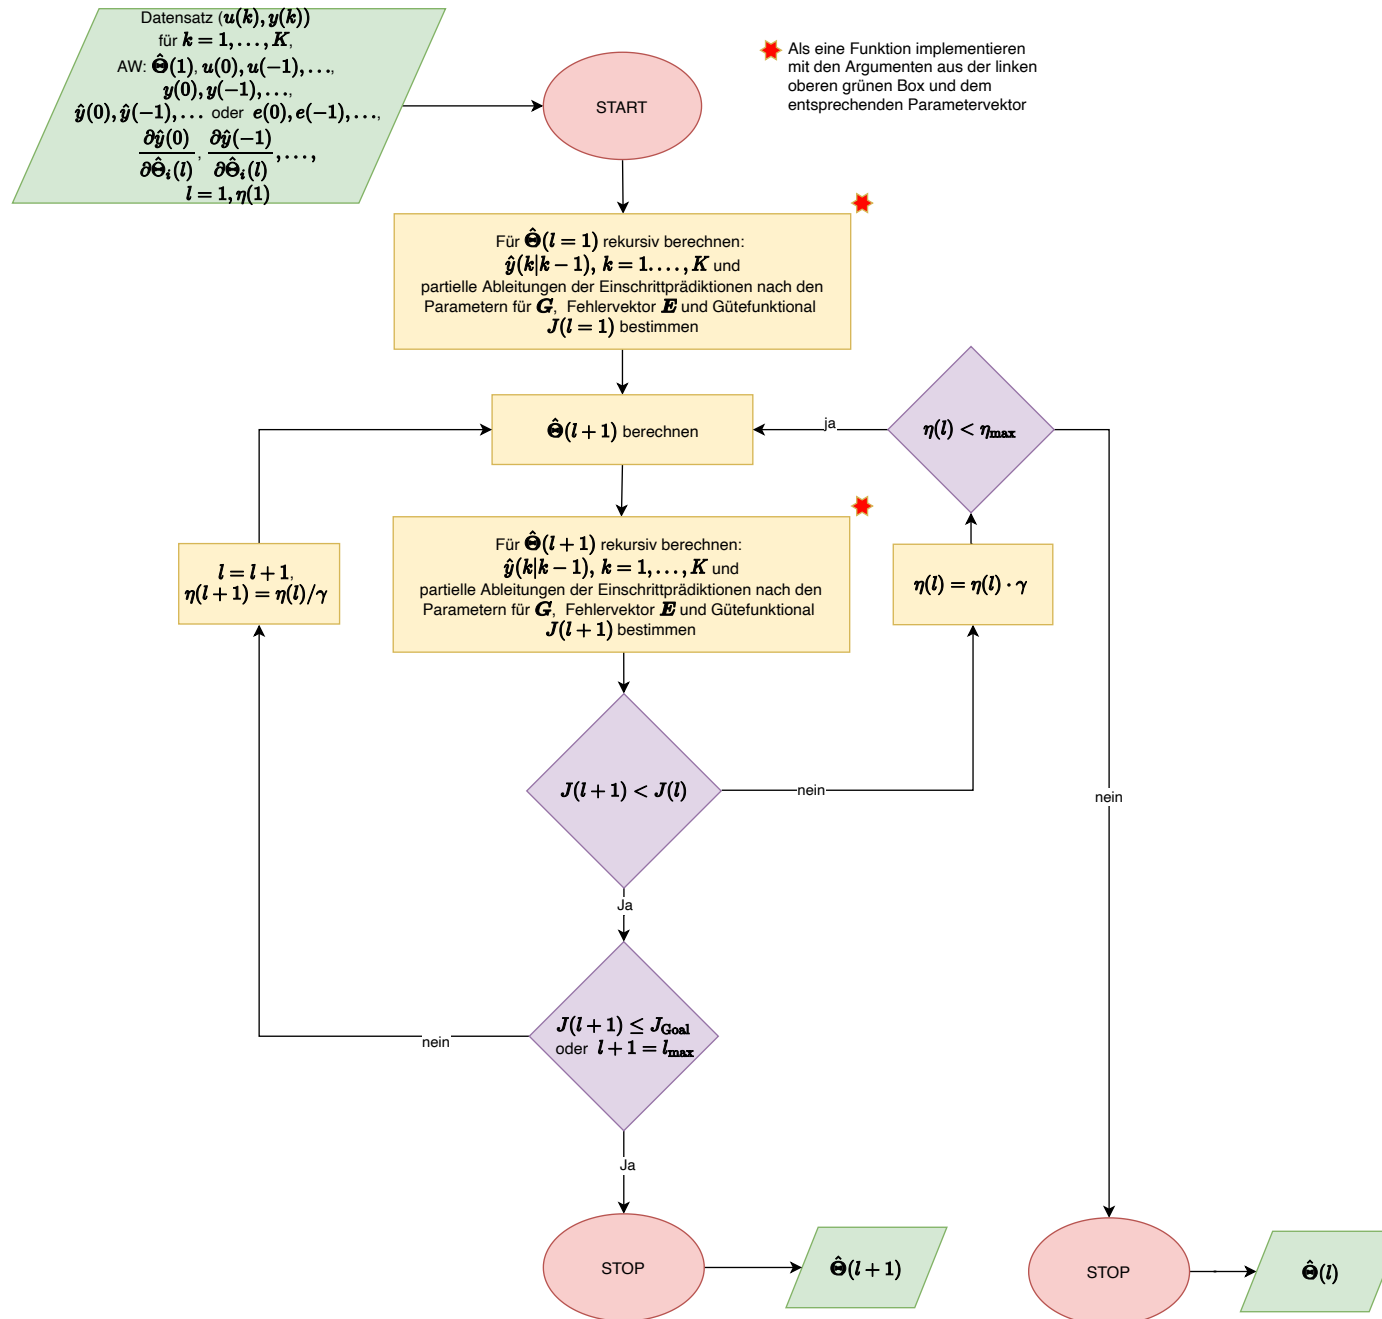 Datensatz (u(k), y(k))
für k = 1, . . . , K,
AW: Θ̂(1), u(0), u(−1), . . . ,
y(0), y(−1), . . . ,
ŷ(0), ŷ(−1), . . . oder e(0), e(−1), . . . ,
∂ŷ(0)/∂Θ̂ᵢ(l), ∂ŷ(−1)/∂Θ̂ᵢ(l), . . . ,
l = 1, η(1)
START
Als eine Funktion implementieren
mit den Argumenten aus der linken
oberen grünen Box und dem
entsprechenden Parametervektor
Für Θ̂(l = 1) rekursiv berechnen:
ŷ(k|k − 1), k = 1. . . . , K und
partielle Ableitungen der Einschrittprädiktionen nach den
Parametern für G, Fehlervektor E und Gütefunktional
J(l = 1) bestimmen
Θ̂(l + 1) berechnen
ja
η(l) < η_max
Für Θ̂(l + 1) rekursiv berechnen:
ŷ(k|k − 1), k = 1, . . . , K und
partielle Ableitungen der Einschrittprädiktionen nach den
Parametern für G, Fehlervektor E und Gütefunktional
J(l + 1) bestimmen
l = l + 1,
η(l + 1) = η(l)/γ
η(l) = η(l) · γ
J(l + 1) < J(l)
nein
nein
Ja
J(l + 1) ≤ J_Goal
oder l + 1 = l_max
nein
Ja
STOP
Θ̂(l + 1)
STOP
Θ̂(l)